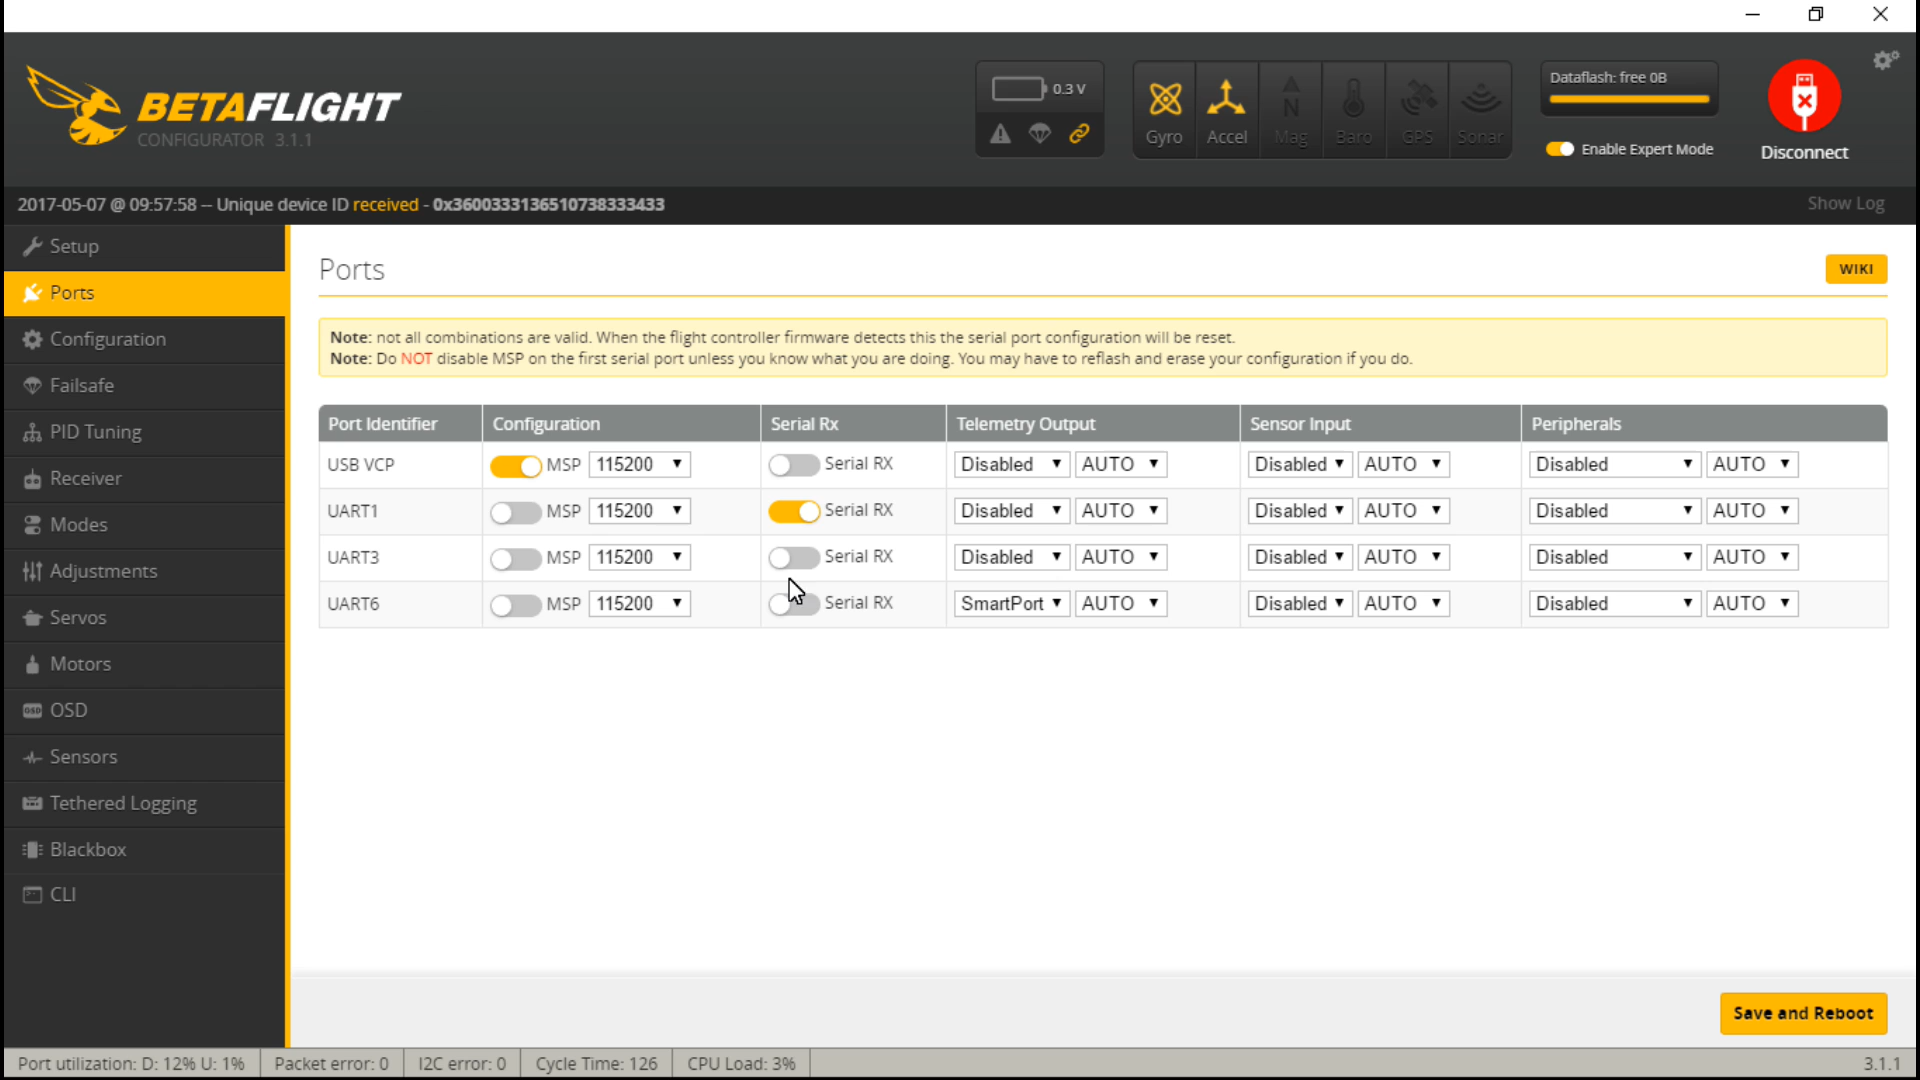 BETAFLIGHT
CONFIGURATOR 3.1.1
0.3 V
Gyro
Accel
Mag
Baro
GPS
Sonar
Dataflash: free 0B
Enable Expert Mode
Disconnect
2017-05-07 @ 09:57:58 -- Unique device ID received - 0x3600333136510738333433
Show Log
Setup
Ports
Configuration
Failsafe
PID Tuning
Receiver
Modes
Adjustments
Servos
Motors
OSD
Sensors
Tethered Logging
Blackbox
CLI
Ports
WIKI
Note: not all combinations are valid. When the flight controller firmware detects this the serial port configuration will be reset.
Note: Do NOT disable MSP on the first serial port unless you know what you are doing. You may have to reflash and erase your configuration if you do.
Port Identifier Configuration Serial Rx Telemetry Output Sensor Input Peripherals
USB VCP MSP 115200 Serial RX Disabled AUTO Disabled AUTO Disabled AUTO
UART1 MSP 115200 Serial RX Disabled AUTO Disabled AUTO Disabled AUTO
UART3 MSP 115200 Serial RX Disabled AUTO Disabled AUTO Disabled AUTO
UART6 MSP 115200 Serial RX SmartPort AUTO Disabled AUTO Disabled AUTO
Save and Reboot
Port utilization: D: 12% U: 1% Packet error: 0 I2C error: 0 Cycle Time: 126 CPU Load: 3% 3.1.1